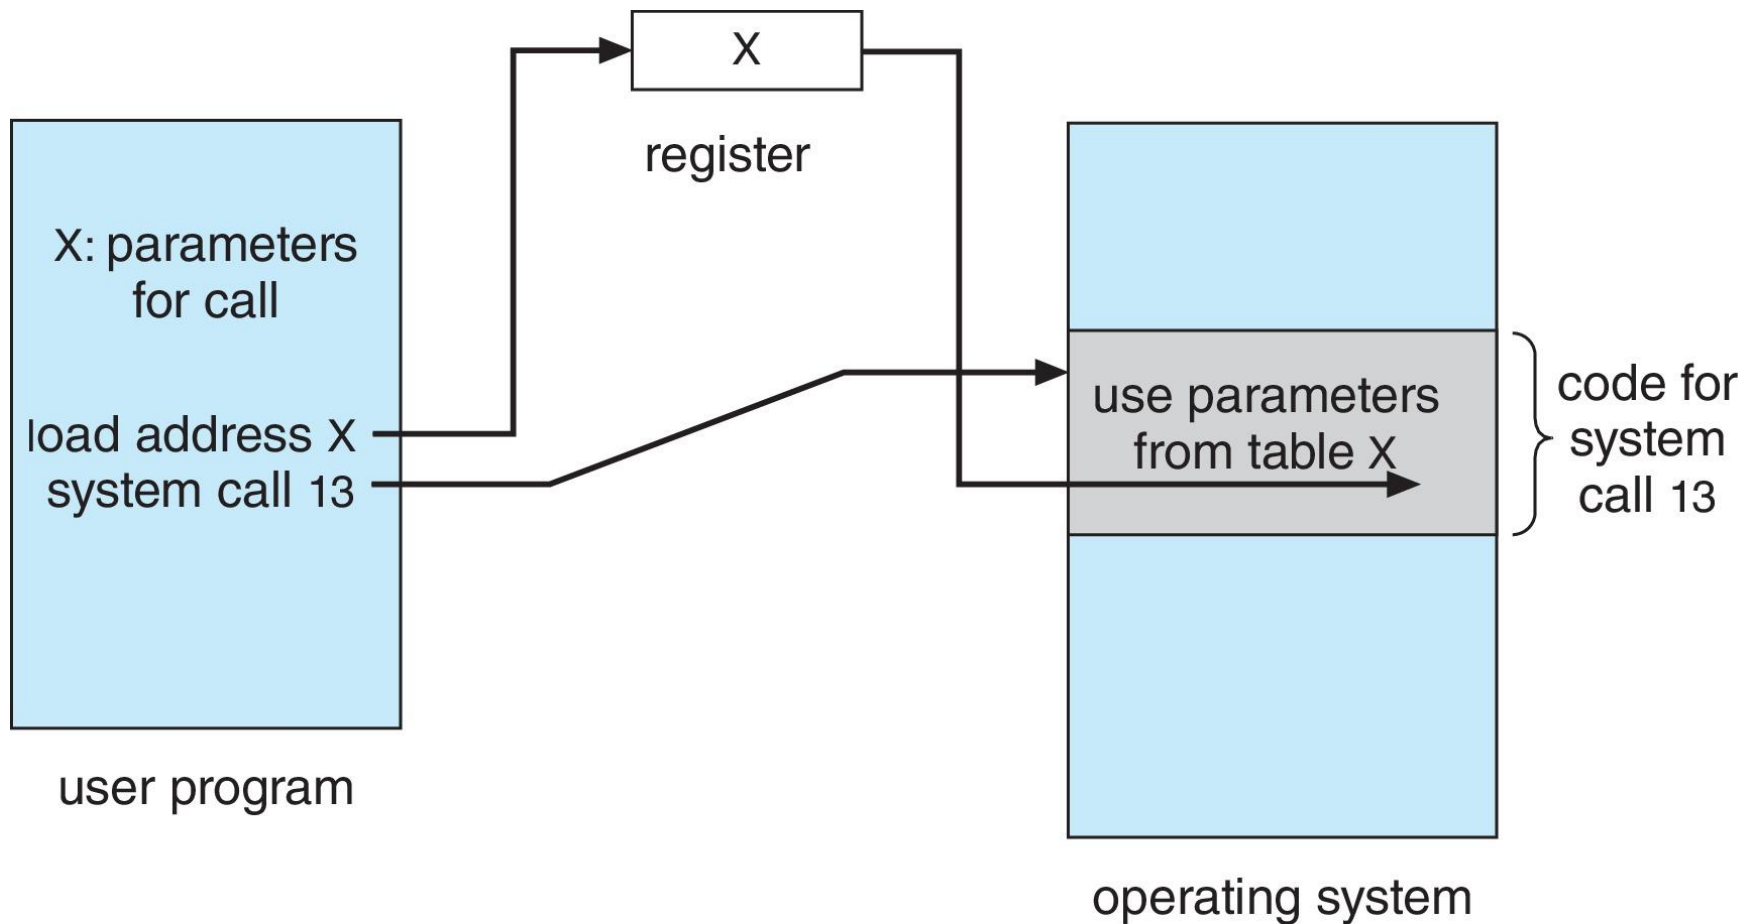 X
register
X: parameters
for call
load address X
system call 13
user program
use parameters
from table X
code for
system
call 13
operating system